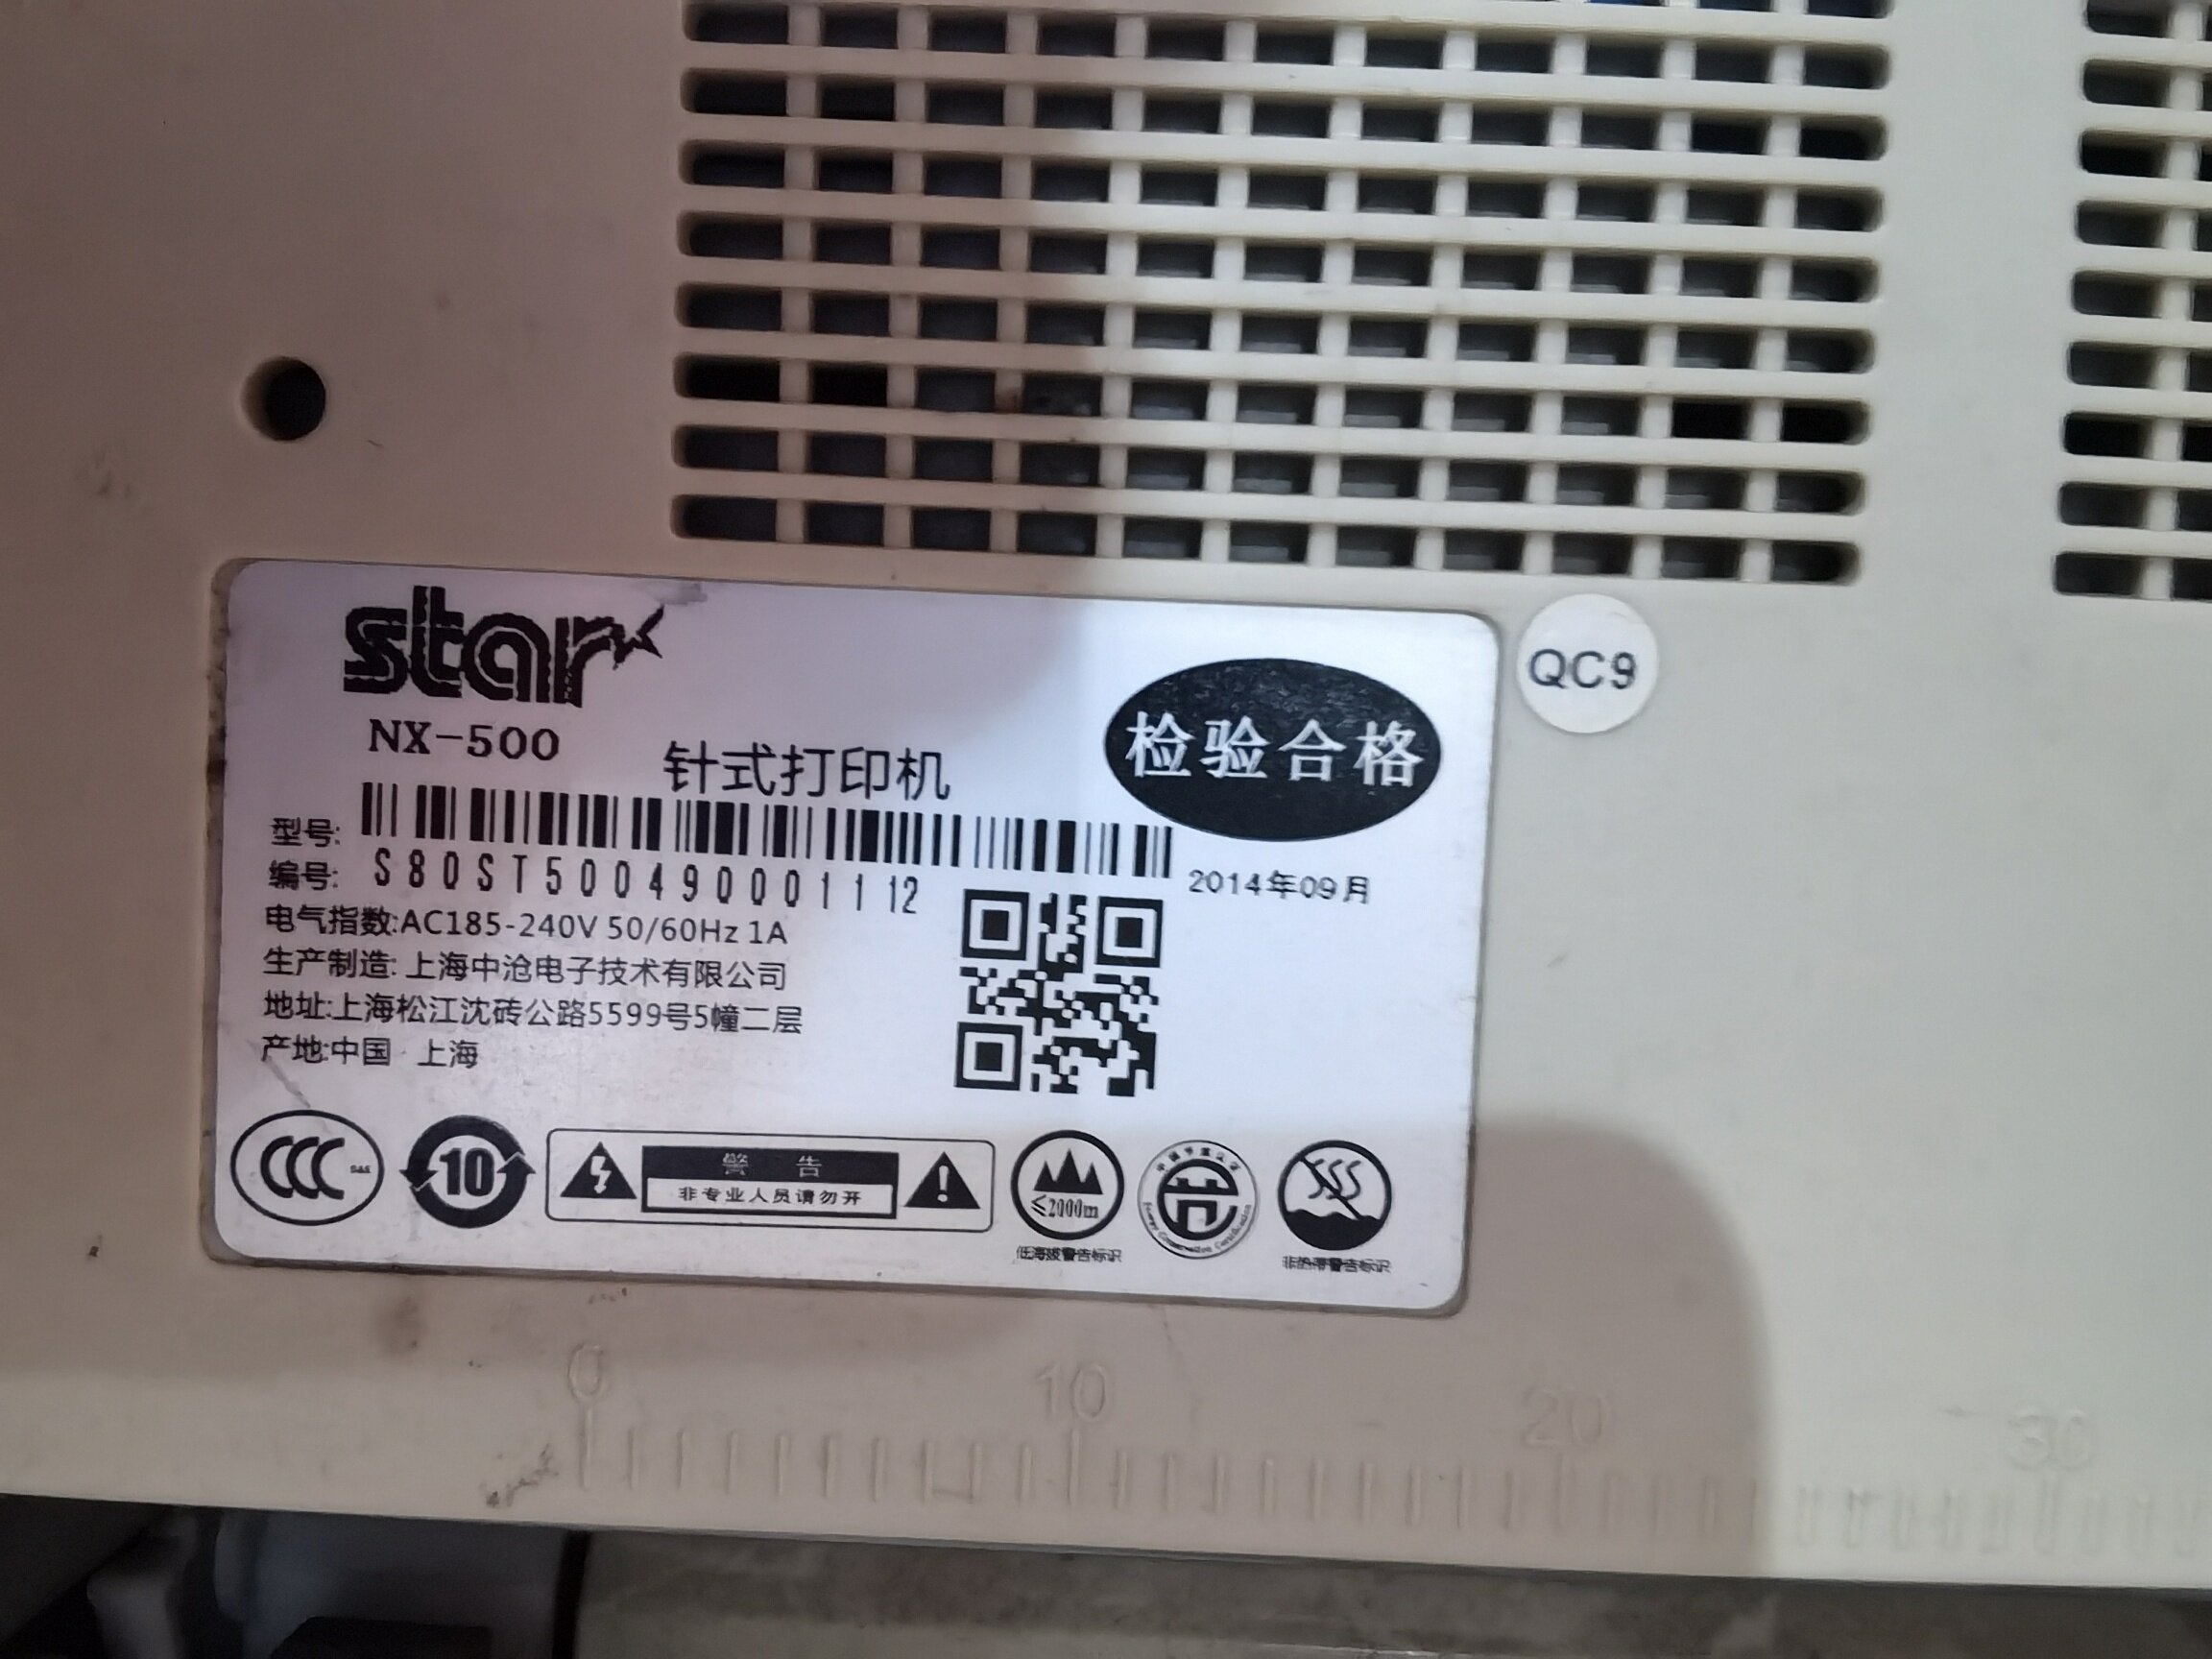 star
NX-500
针式打印机
检验合格
QC9
型号:
编号: S80ST5004900011 12
2014年09月
电气指数:AC185-240V 50/60Hz 1A
生产制造: 上海中沧电子技术有限公司
地址:上海松江沈砖公路5599号5幢二层
产地:中国 上海
CCC S&E
10
警 告
非专业人员请勿开
≤2000m
低海拔警告标识
节
非热带警告标识
0 10 20 30